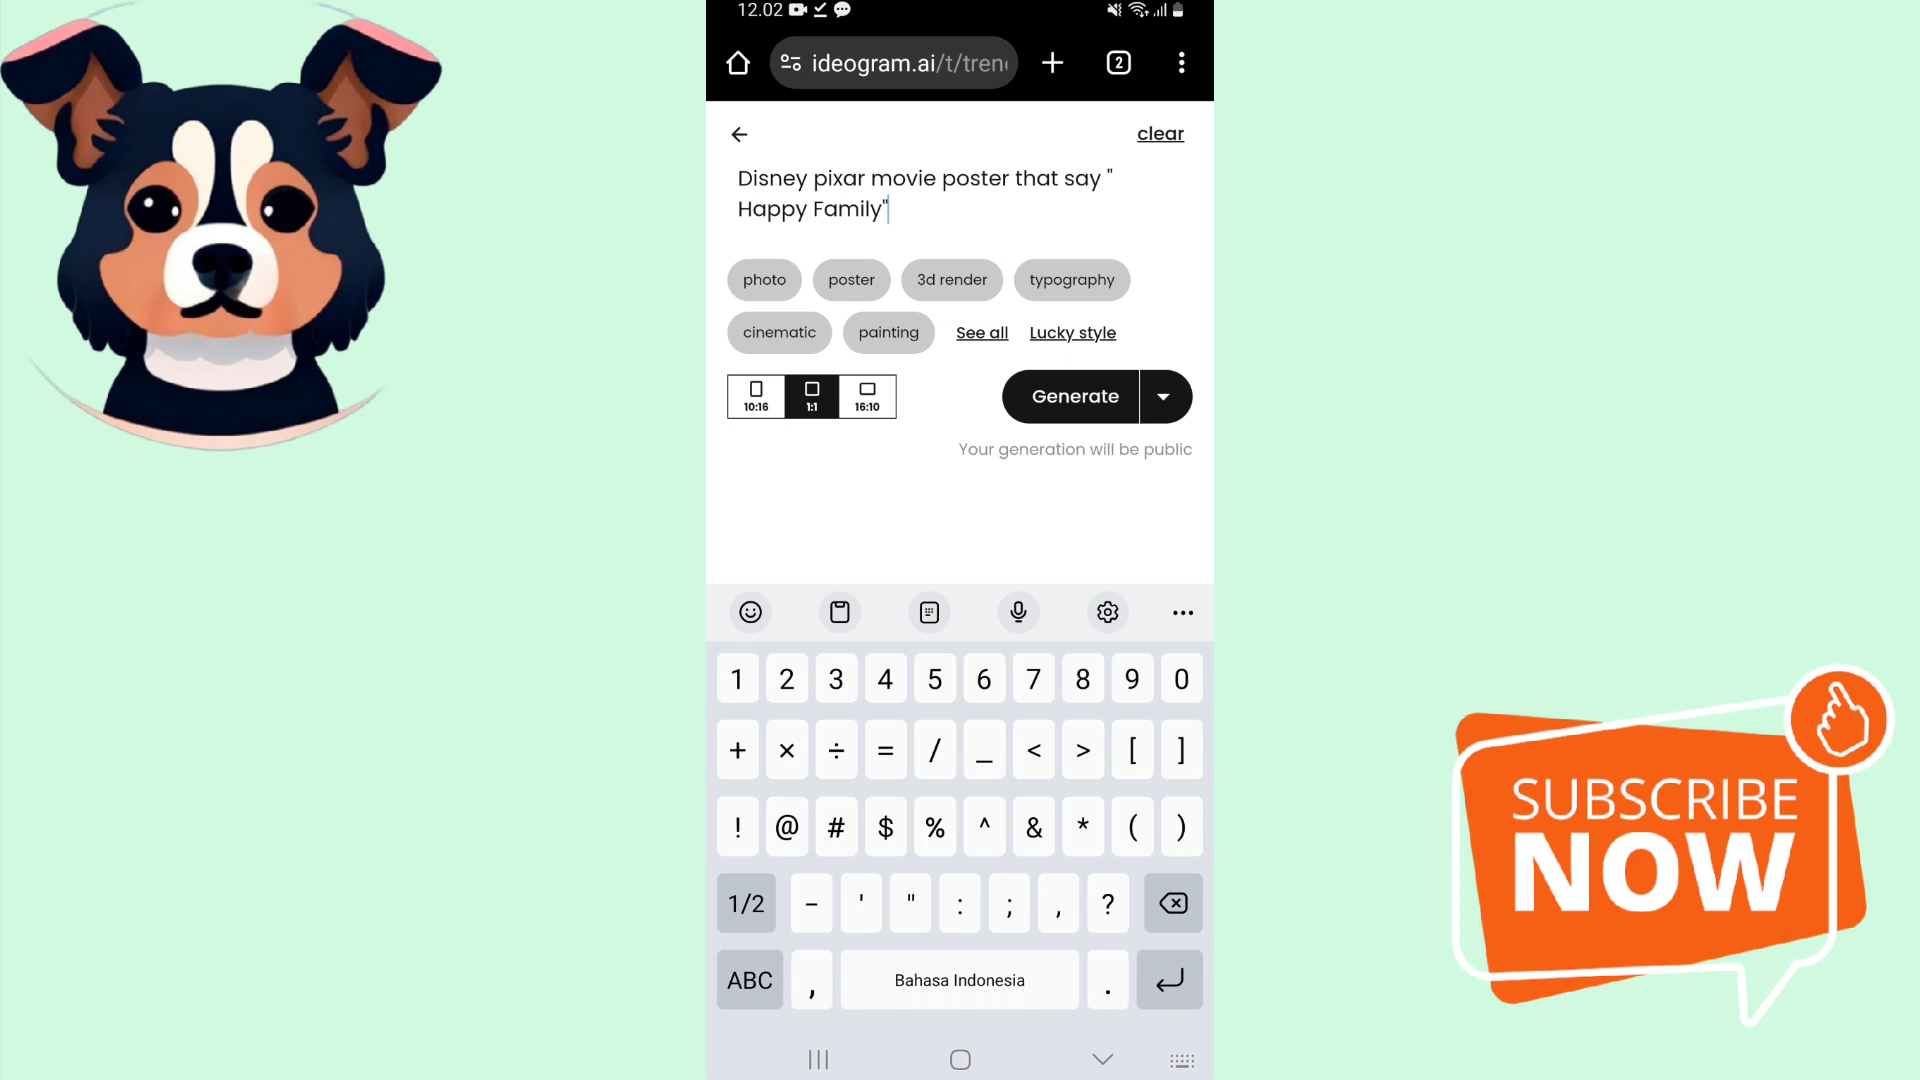 12.02
ideogram.ai/t/tren
2
clear
Disney pixar movie poster that say "
Happy Family"
photo
poster
3d render
typography
cinematic
painting
See all
Lucky style
10:16
1:1
16:10
Generate
Your generation will be public
1 2 3 4 5 6 7 8 9 0
+ × ÷ = / _ < > [ ]
! @ # $ % ^ & * ( )
1/2 - ' " : ; , ?
ABC , Bahasa Indonesia .
SUBSCRIBE
NOW